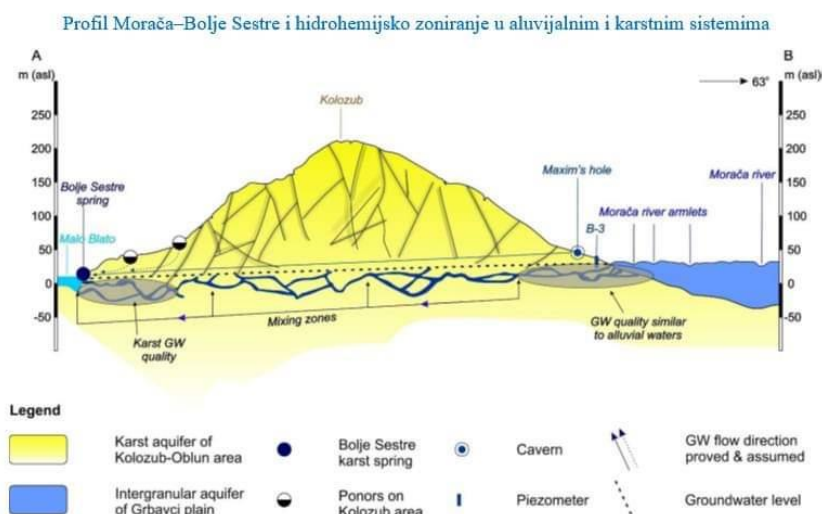 Profil Morača–Bolje Sestre i hidrohemijsko zoniranje u aluvijalnim i karstnim sistemima
A
B
m (asl)
m (asl)
63°
Kolozub
250
250
200
200
Maxim's hole
Morača river
150
150
Bolje Sestre
spring
100
100
B-3
Morača river armlets
Malo Blato
50
50
0
0
-50
-50
Mixing zones
Karst GW
quality
GW quality similar
to alluvial waters
Legend
Karst aquifer of
Kolozub-Oblun area
Bolje Sestre
karst spring
Cavern
GW flow direction
proved & assumed
Intergranular aquifer
of Grbavci plain
Ponors on
Kolozub area
Piezometer
Groundwater level